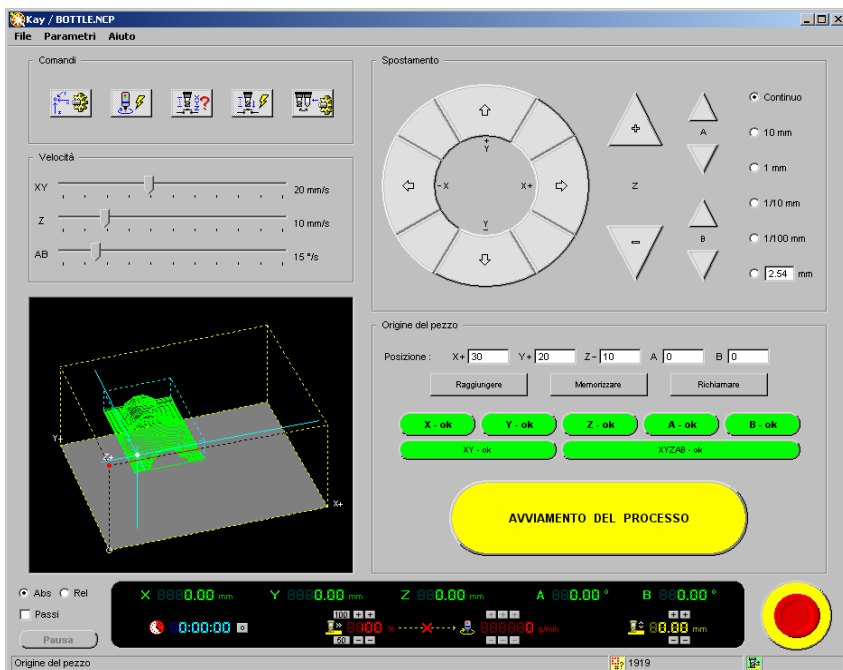 Kay / BOTTLE.NCP
File Parametri Aiuto
Comandi
Velocità
XY 20 mm/s
Z 10 mm/s
AB 15 °/s
Y+
Z+
X+
Spostamento
+
Y
-X X+
Y
-
+
Z
-
A
B
Continuo
10 mm
1 mm
1/10 mm
1/100 mm
2.54 mm
Origine del pezzo
Posizione : X+ 30 Y+ 20 Z- 10 A 0 B 0
Raggiungere Memorizzare Richiamare
X - ok Y - ok Z - ok A - ok B - ok
XY - ok XYZAB - ok
AVVIAMENTO DEL PROCESSO
Abs Rel
Passi
Pausa
X 0.00 mm Y 0.00 mm Z 0.00 mm A 0.00 ° B 0.00 °
100 + + + + + + +
0:00:00 % g/min 0.00 mm
50 - - - - - - -
Origine del pezzo 1919